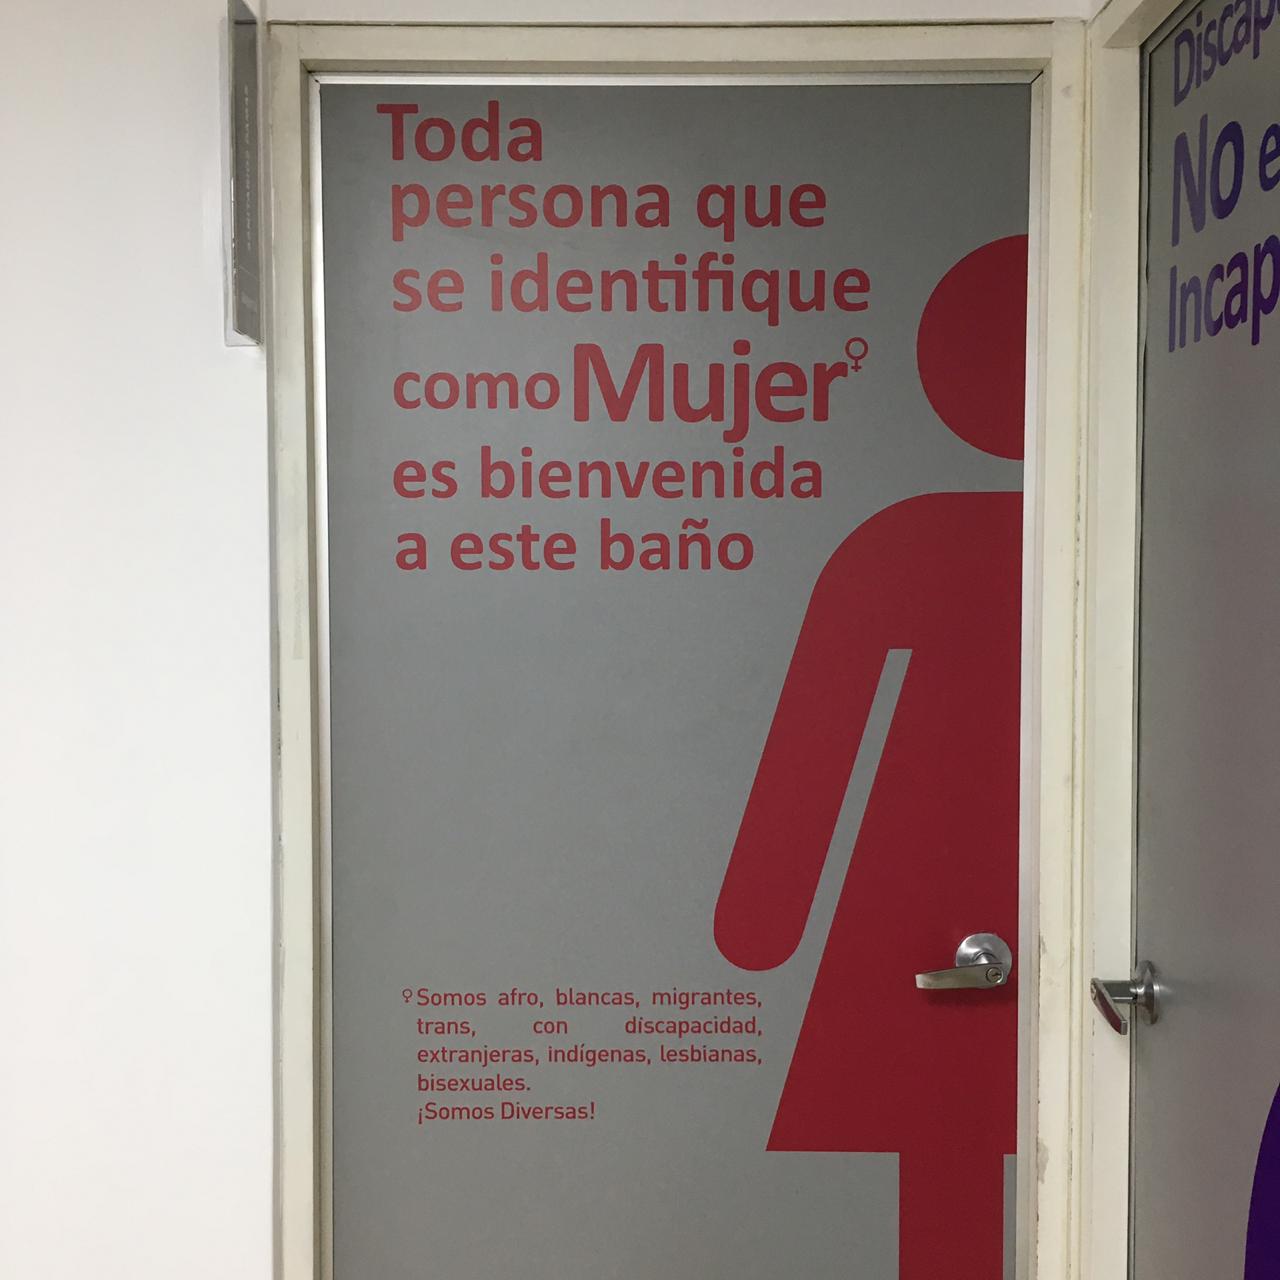 Toda
persona que
se identifique
como Mujer♀
es bienvenida
a este baño
♀Somos afro, blancas, migrantes,
trans, con discapacidad,
extranjeras, indígenas, lesbianas,
bisexuales.
¡Somos Diversas!
No